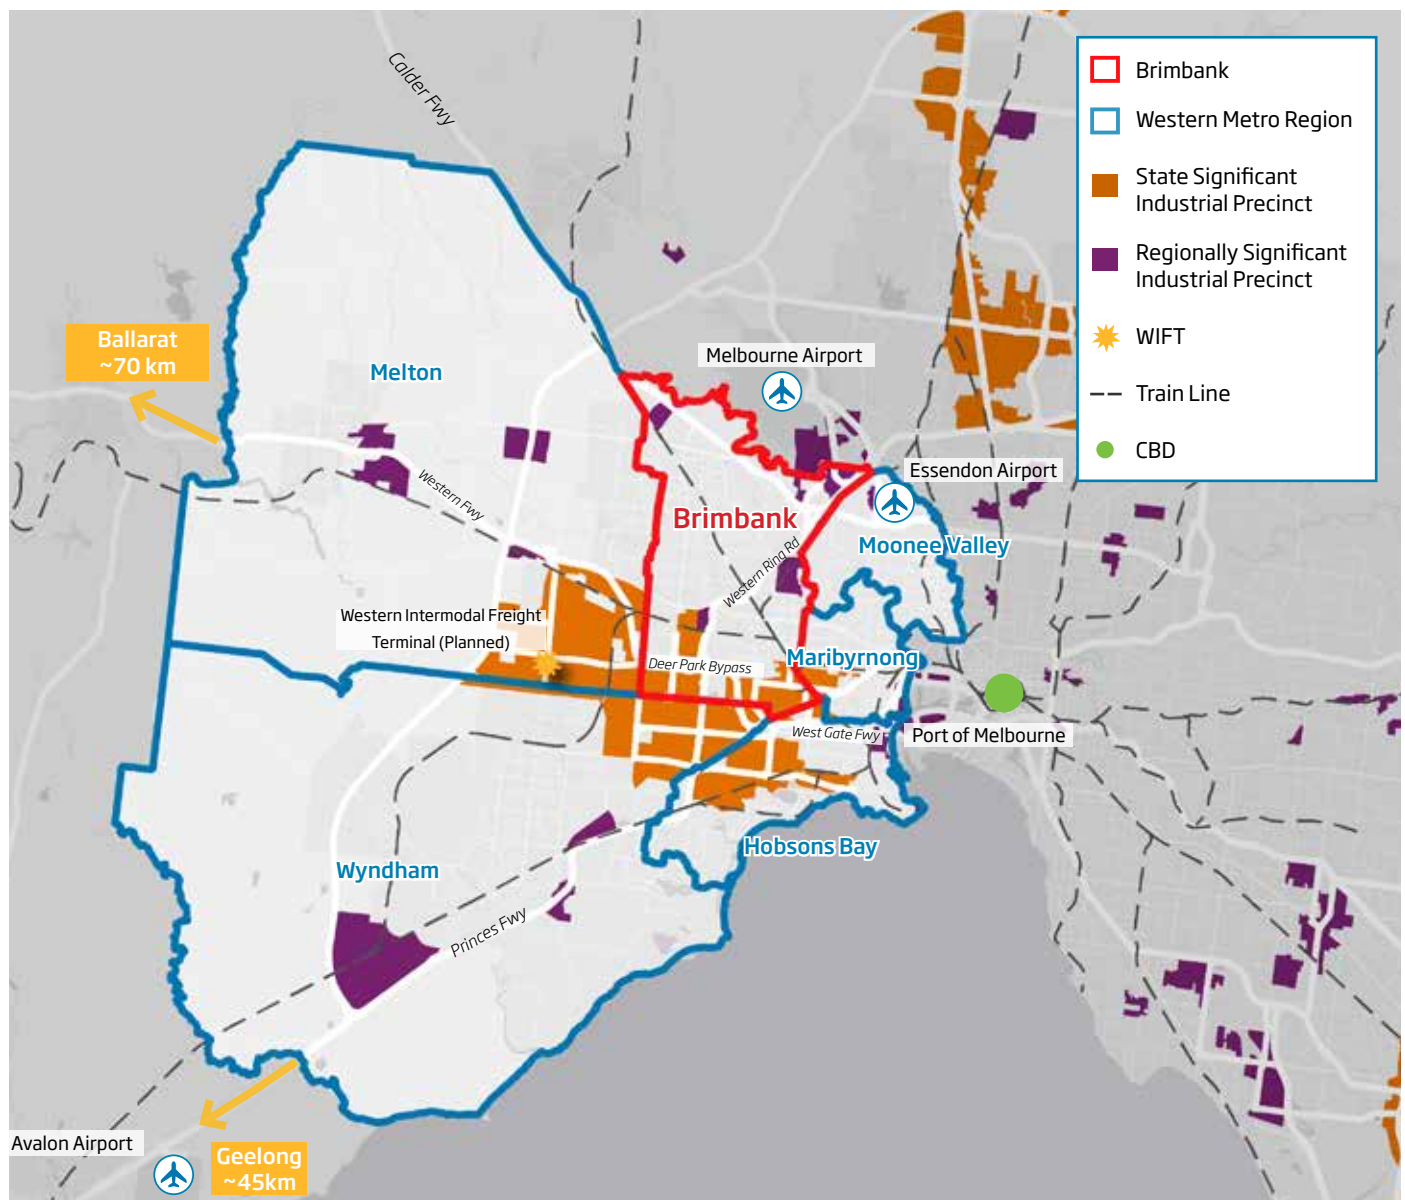 Calder Fwy
Brimbank
Western Metro Region
State Significant
Industrial Precinct
Regionally Significant
Industrial Precinct
WIFT
Train Line
CBD
Ballarat
~70 km
Melton
Melbourne Airport
Essendon Airport
Western Fwy
Brimbank
Moonee Valley
Western Ring Rd
Western Intermodal Freight
Terminal (Planned)
Deer Park Bypass
Maribyrnong
West Gate Fwy
Port of Melbourne
Hobsons Bay
Wyndham
Princes Fwy
Avalon Airport
Geelong
~45km